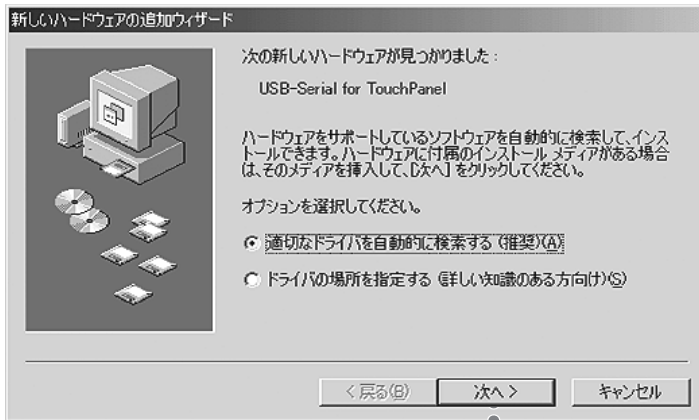 新しいハードウェアの追加ウィザード
次の新しいハードウェアが見つかりました：
USB-Serial for TouchPanel
ハードウェアをサポートしているソフトウェアを自動的に検索して、インス
トールできます。ハードウェアに付属のインストール メディアがある場合
は、そのメディアを挿入して、[次へ] をクリックしてください。
オプションを選択してください。
適切なドライバを自動的に検索する (推奨)(A)
ドライバの場所を指定する (詳しい知識のある方向け)(S)
< 戻る(B)
次へ >
キャンセル